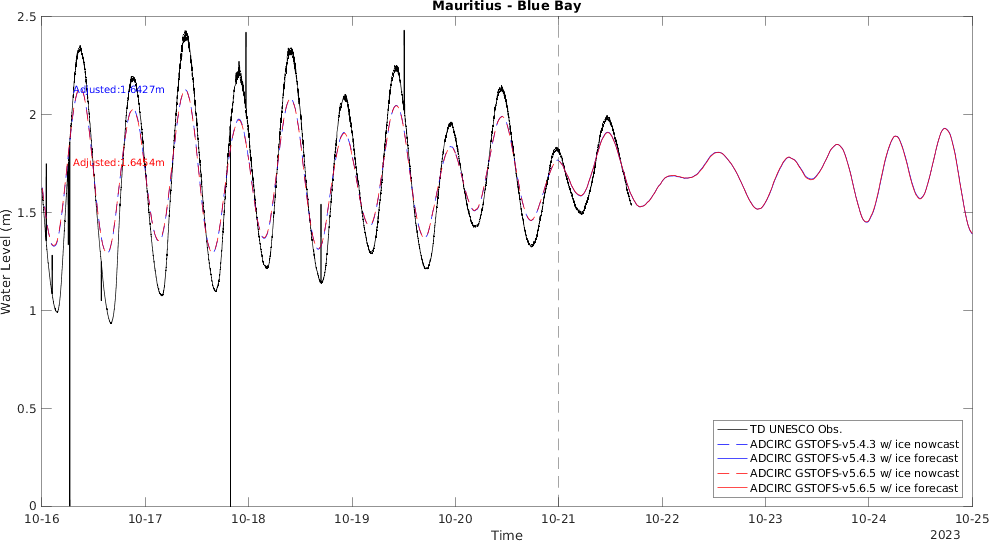 Mauritius - Blue Bay
Water Level (m)
2.5
2
1.5
1
0.5
0
Adjusted:1.6427m
Adjusted:1.6454m
TD UNESCO Obs.
ADCIRC GSTOFS-v5.4.3 w/ ice nowcast
ADCIRC GSTOFS-v5.4.3 w/ ice forecast
ADCIRC GSTOFS-v5.6.5 w/ ice nowcast
ADCIRC GSTOFS-v5.6.5 w/ ice forecast
10-16 10-17 10-18 10-19 10-20 10-21 10-22 10-23 10-24 10-25
Time
2023